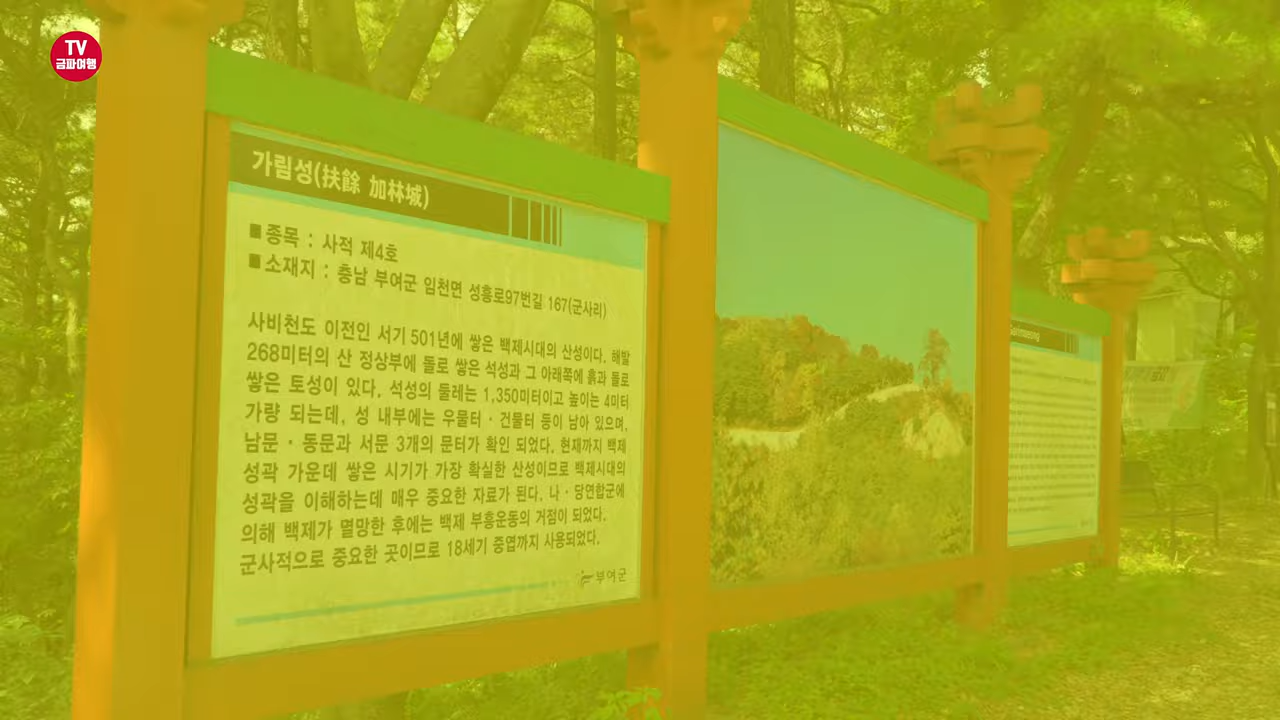 TV
금파여행
가림성(扶餘 加林城)
■종목 : 사적 제4호
■소재지 : 충남 부여군 임천면 성흥로97번길 167(군사리)
사비천도 이전인 서기 501년에 쌓은 백제시대의 산성이다. 해발
268미터의 산 정상부에 돌로 쌓은 석성과 그 아래쪽에 흙과 돌로
쌓은 토성이 있다. 석성의 둘레는 1,350미터이고 높이는 4미터
가량 되는데, 성 내부에는 우물터·건물터 등이 남아 있으며,
남문·동문과 서문 3개의 문터가 확인 되었다. 현재까지 백제
성곽 가운데 쌓은 시기가 가장 확실한 산성이므로 백제시대의
성곽을 이해하는데 매우 중요한 자료가 된다. 나·당연합군에
의해 백제가 멸망한 후에는 백제 부흥운동의 거점이 되었다.
군사적으로 중요한 곳이므로 18세기 중엽까지 사용되었다.
부여군